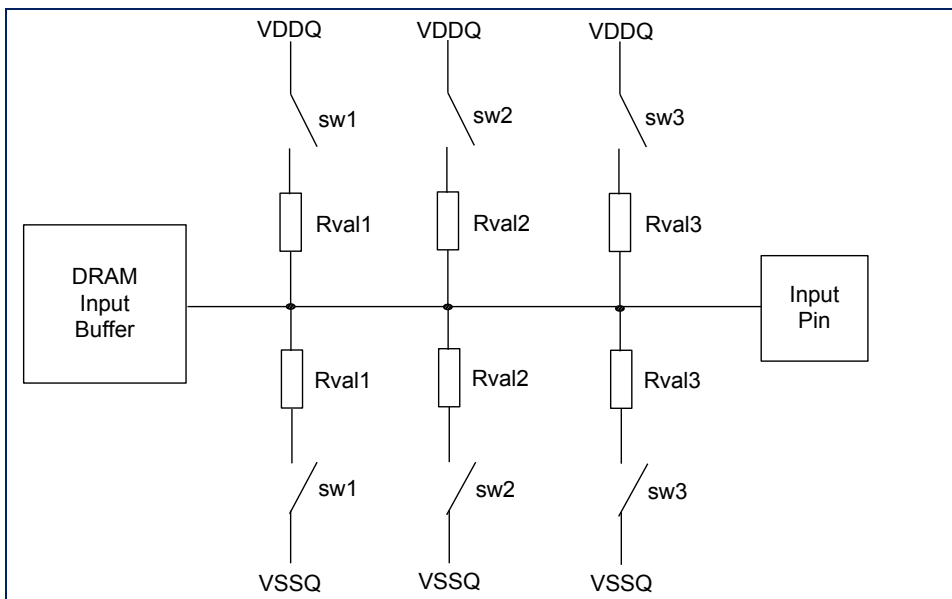 VDDQ VDDQ VDDQ
sw1 sw2 sw3
Rval1 Rval2 Rval3
DRAM
Input
Buffer
Input
Pin
Rval1 Rval2 Rval3
sw1 sw2 sw3
VSSQ VSSQ VSSQ